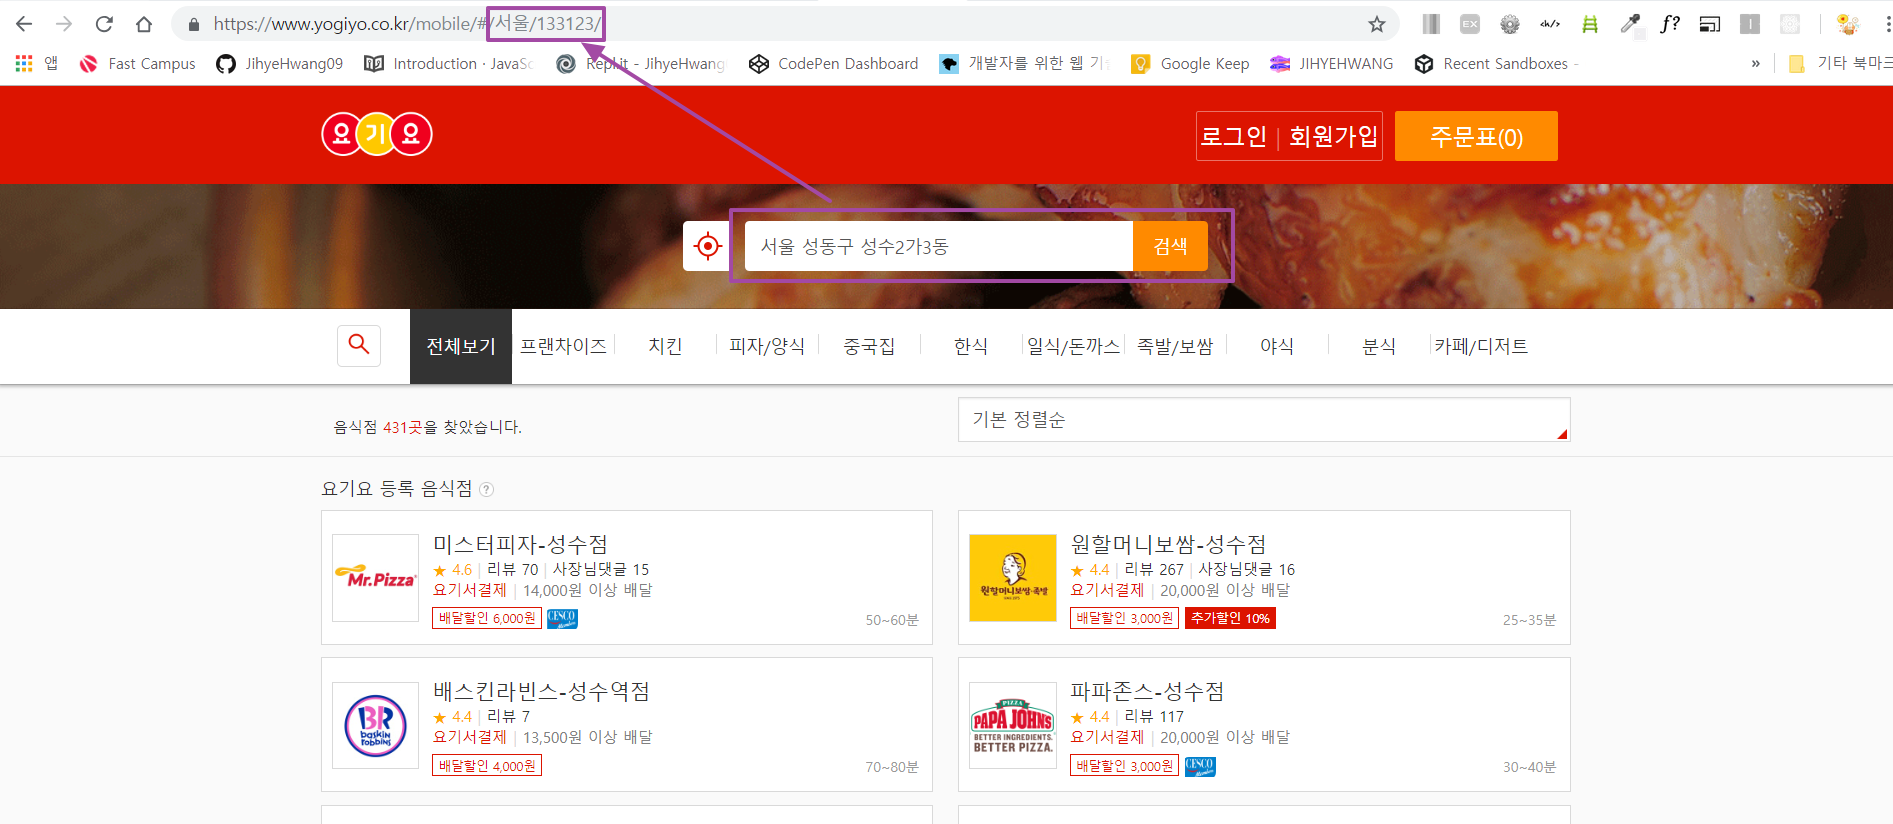 https://www.yogiyo.co.kr/mobile/#/서울/133123/
앱 Fast Campus JihyeHwang09 Introduction · JavaSc Repl.it - JihyeHwang CodePen Dashboard 개발자를 위한 웹 기 Google Keep JIHYEHWANG Recent Sandboxes - » 기타 북마크
요기요
로그인 | 회원가입 주문표(0)
서울 성동구 성수2가3동 검색
전체보기 프랜차이즈 치킨 피자/양식 중국집 한식 일식/돈까스 족발/보쌈 야식 분식 카페/디저트
음식점 431곳을 찾았습니다. 기본 정렬순
요기요 등록 음식점 ?
Mr.Pizza
미스터피자-성수점
★ 4.6 | 리뷰 70 | 사장님댓글 15
요기서결제 | 14,000원 이상 배달
배달할인 6,000원 CESCO Member 50~60분
원할머니보쌈·족발
원할머니보쌈-성수점
★ 4.4 | 리뷰 267 | 사장님댓글 16
요기서결제 | 20,000원 이상 배달
배달할인 3,000원 추가할인 10% 25~35분
BR baskin robbins
배스킨라빈스-성수역점
★ 4.4 | 리뷰 7
요기서결제 | 13,500원 이상 배달
배달할인 4,000원 70~80분
PIZZA
PAPA JOHNS
BETTER INGREDIENTS.
BETTER PIZZA.
파파존스-성수점
★ 4.4 | 리뷰 117
요기서결제 | 20,000원 이상 배달
배달할인 3,000원 CESCO Member 30~40분